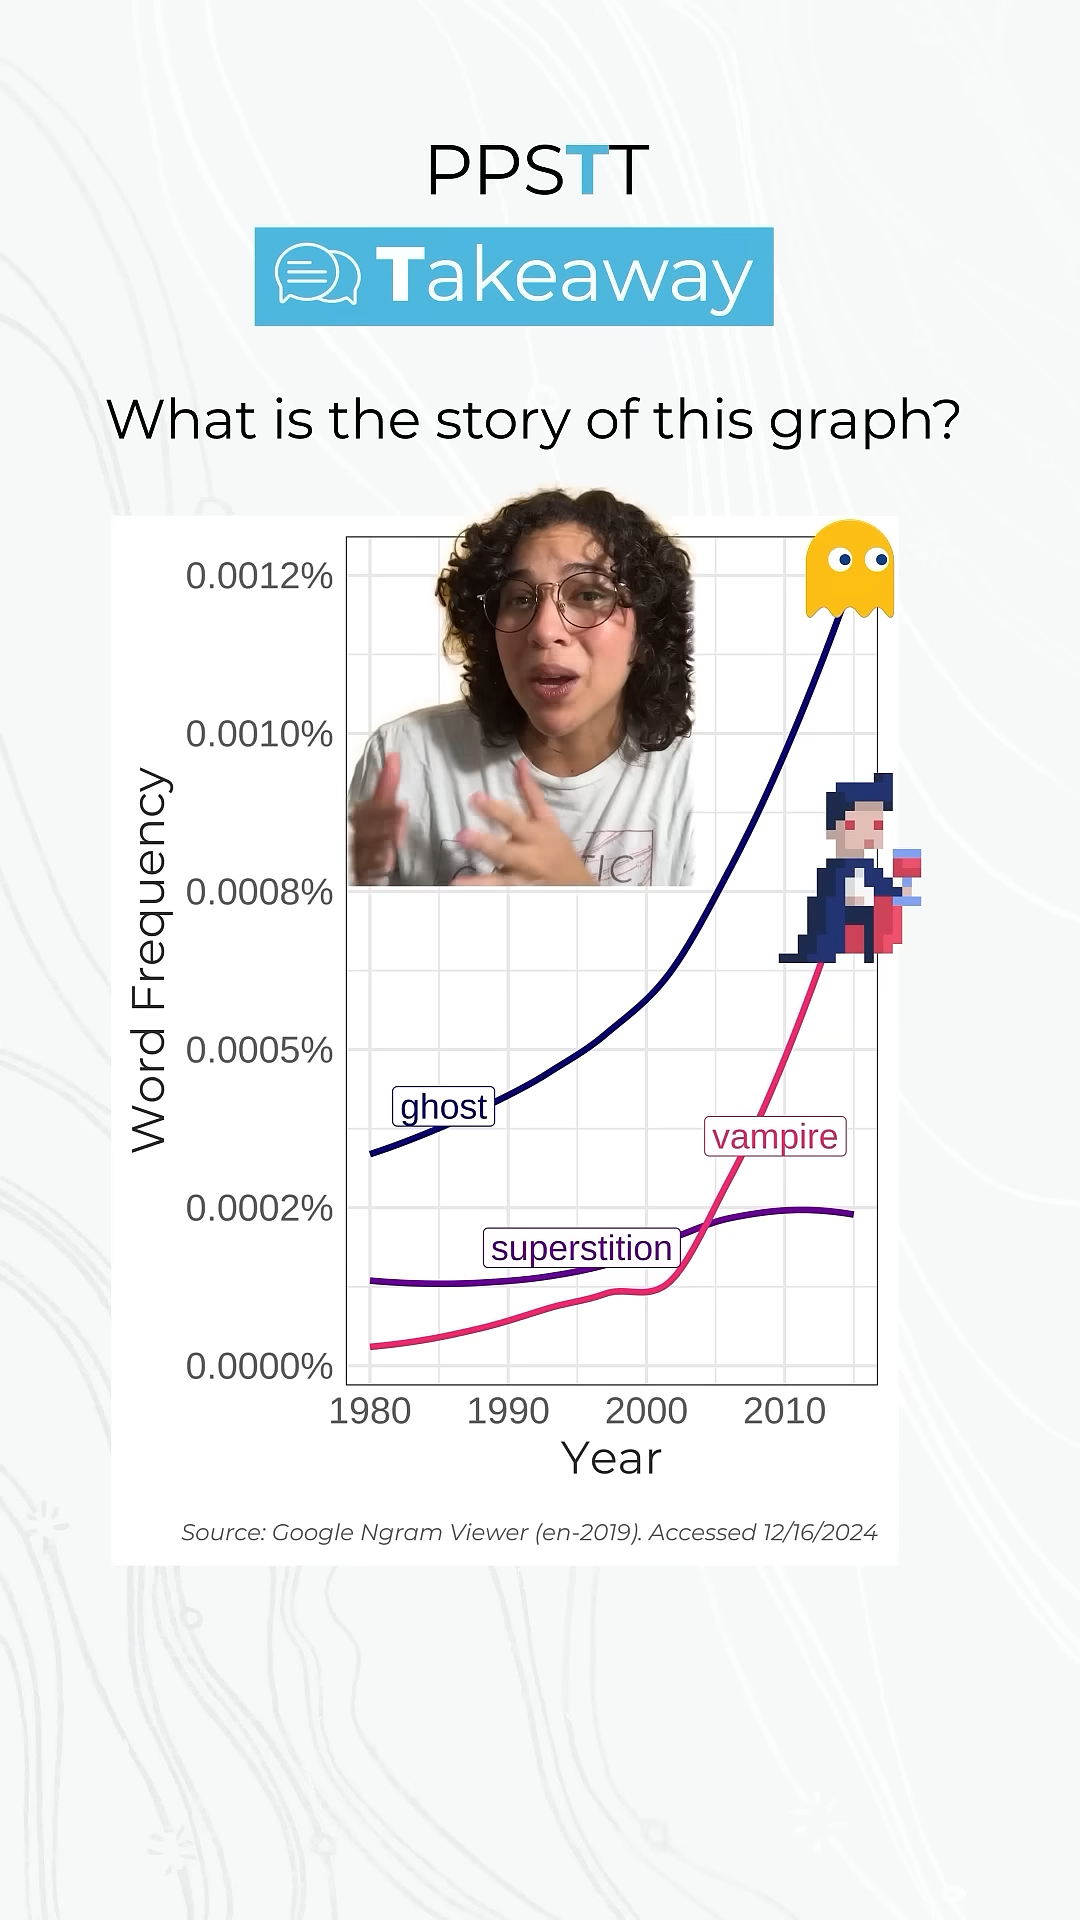 PPSTT
Takeaway
What is the story of this graph?
0.0012%
0.0010%
0.0008%
0.0005%
0.0002%
0.0000%
Word Frequency
ghost
vampire
superstition
1980 1990 2000 2010
Year
Source: Google Ngram Viewer (en-2019). Accessed 12/16/2024